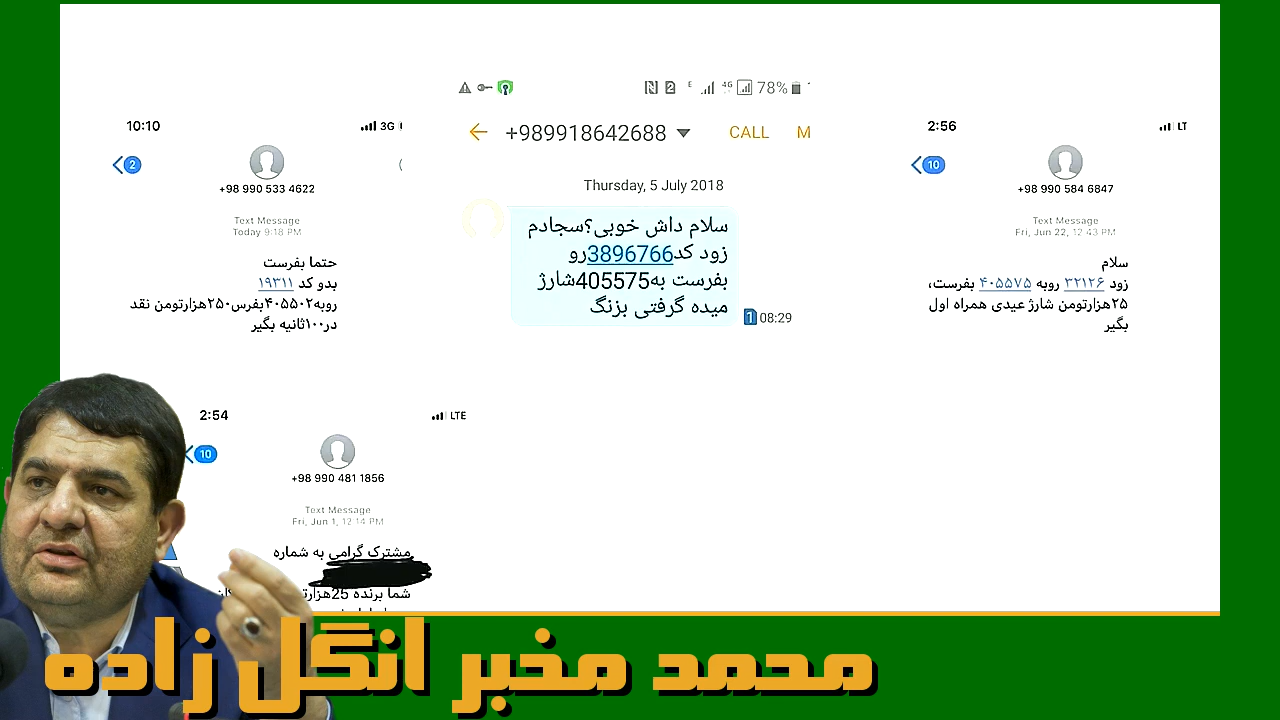 10:10
3G
2
+98 990 533 4622
Text Message
Today 9:18 PM
حتما بفرست
بدو کد ۱۹۳۱۱
روبه۴۰۵۵۰۲بفرس۲۵۰هزارتومن نقد
در۱۰۰ثانیه بگیر
E 4G 78%
+989918642688
CALL
M
Thursday, 5 July 2018
سلام داش خوبی؟سجادم
زود کد3896766رو
بفرست به405575شارژ
میده گرفتی بزنگ
1 08:29
2:56
LT
10
+98 990 584 6847
Text Message
Fri, Jun 22, 12:43 PM
سلام
زود ۳۲۱۲۶ روبه ۴۰۵۵۷۵ بفرست،
۲۵هزارتومن شارژ عیدی همراه اول
بگیر
2:54
LTE
10
+98 990 481 1856
Text Message
Fri, Jun 1, 12:14 PM
مشترک گرامی به شماره
شما برنده 25هزارت
محمد مخبر انگل زاده